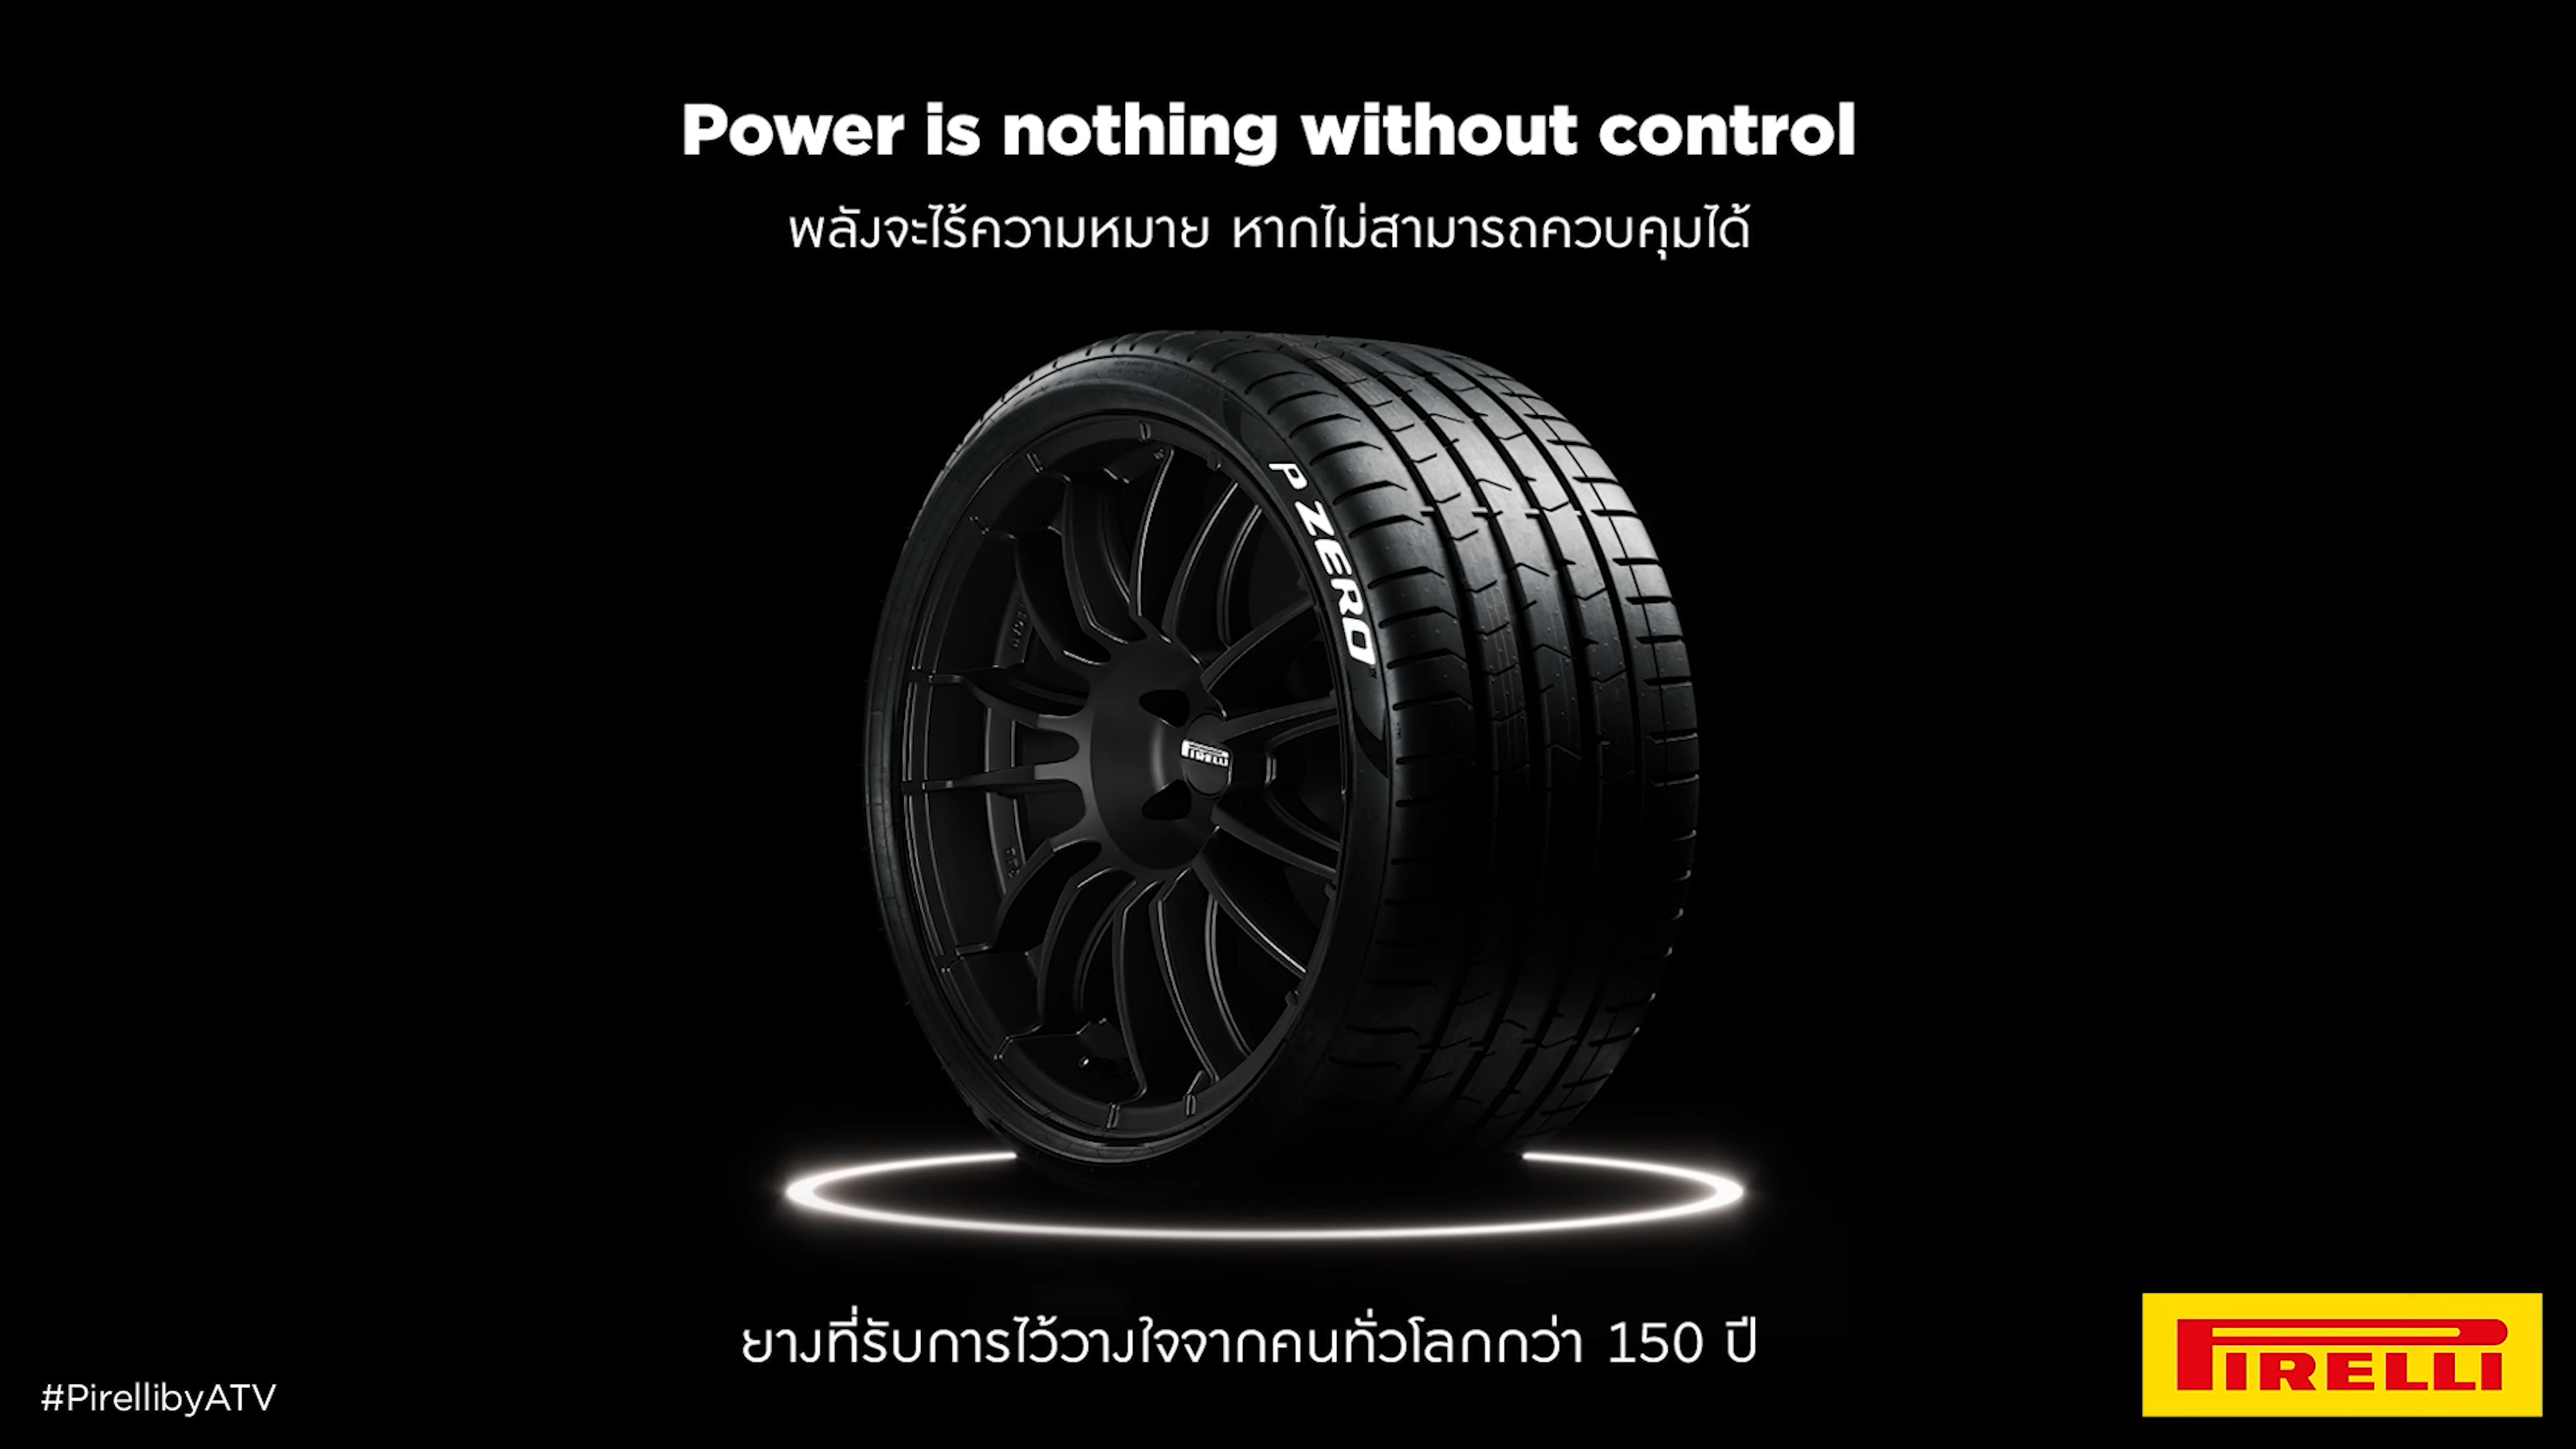 Power is nothing without control
พลังจะไร้ความหมาย หากไม่สามารถควบคุมได้
P ZERO
PIRELLI
ยางที่รับการไว้วางใจจากคนทั่วโลกกว่า 150 ปี
#PirellibyATV
PIRELLI